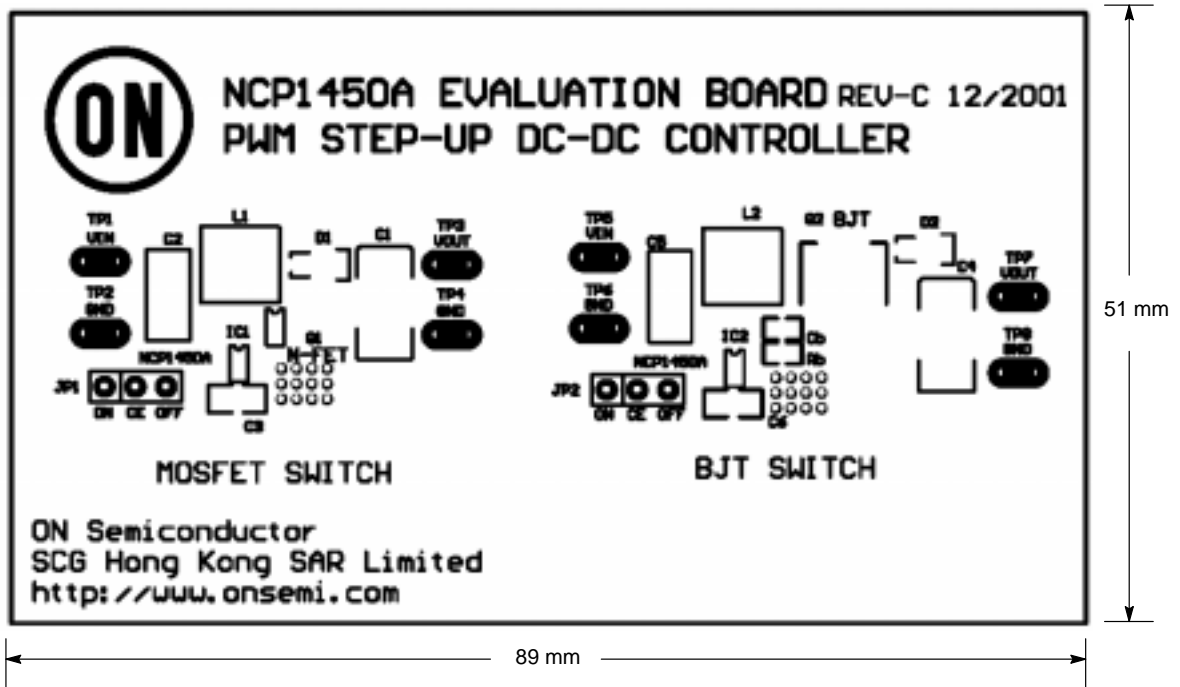 ON
NCP1450A EVALUATION BOARD REV-C 12/2001
PWM STEP-UP DC-DC CONTROLLER
TP1
VIN
C2
L1
D1
C1
TP3
VOUT
TP2
GND
TP4
GND
IC1
Q1
N-FET
NCP1450A
JP1
ON CE OFF
C3
MOSFET SWITCH
TP5
VIN
C5
L2
Q2 BJT
C4
TP7
VOUT
TP6
GND
TP8
GND
IC2
Cb
Rb
NCP1450A
JP2
ON CE OFF
C6
BJT SWITCH
51 mm
ON Semiconductor
SCG Hong Kong SAR Limited
http://www.onsemi.com
89 mm